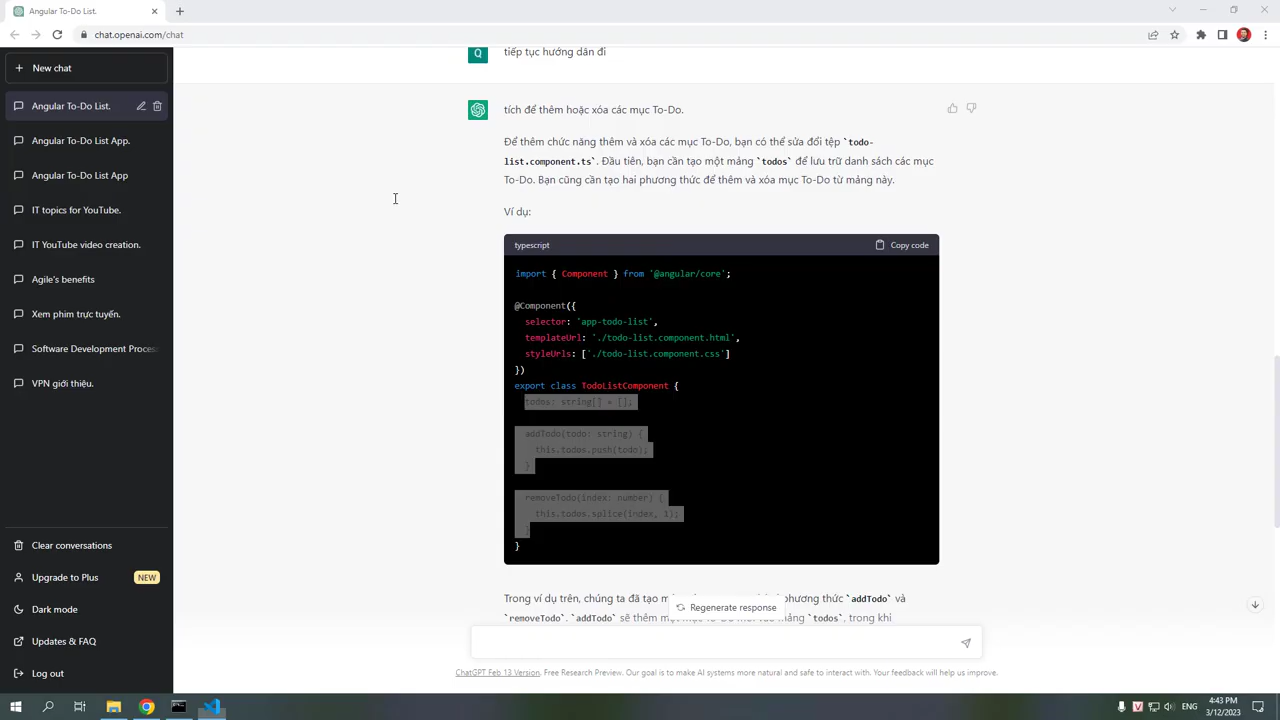 Angular To-Do List.
chat.openai.com/chat
New chat
Angular To-Do List.
Angular To-Do App.
Angular To-Do List App
IT topics for YouTube.
IT YouTube video creation.
Agile's benefits
Xem phim trực tuyến.
Software Development Process
VPN giới thiệu.
Clear conversations
Upgrade to Plus
NEW
Dark mode
Updates & FAQ
Log out
Q
tiếp tục hướng dẫn đi
tích để thêm hoặc xóa các mục To-Do.
Để thêm chức năng thêm và xóa các mục To-Do, bạn có thể sửa đổi tệp `todo-
list.component.ts`. Đầu tiên, bạn cần tạo một mảng `todos` để lưu trữ danh sách các mục
To-Do. Bạn cũng cần tạo hai phương thức để thêm và xóa mục To-Do từ mảng này.
Ví dụ:
typescript
Copy code
import { Component } from '@angular/core';
@Component({
selector: 'app-todo-list',
templateUrl: './todo-list.component.html',
styleUrls: ['./todo-list.component.css']
})
export class TodoListComponent {
todos: string[] = [];
addTodo(todo: string) {
this.todos.push(todo);
}
removeTodo(index: number) {
this.todos.splice(index, 1);
}
}
Trong ví dụ trên, chúng ta đã tạo phương thức `addTodo` và
`removeTodo`. `addTodo` sẽ thêm một mục To-Do mới vào mảng `todos`, trong khi
Regenerate response
ChatGPT Feb 13 Version. Free Research Preview. Our goal is to make AI systems more natural and safe to interact with. Your feedback will help us improve.
ENG
4:43 PM
3/12/2023